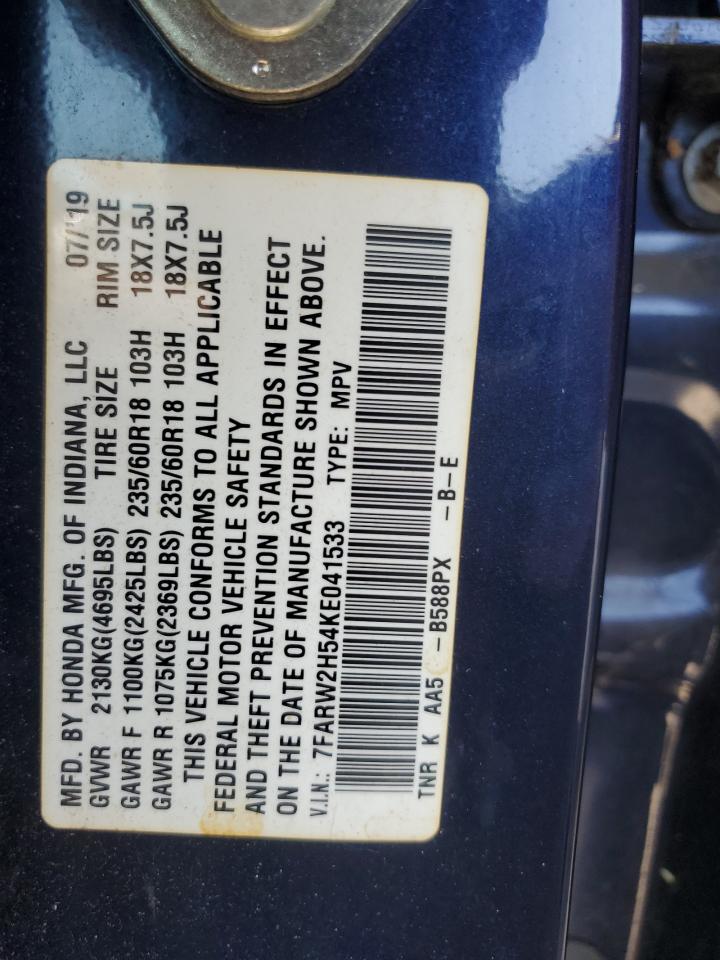 MFD. BY HONDA MFG. OF INDIANA, LLC 07/19
GVWR 2130KG(4695LBS) TIRE SIZE RIM SIZE
GAWR F 1100KG(2425LBS) 235/60R18 103H 18X7.5J
GAWR R 1075KG(2369LBS) 235/60R18 103H 18X7.5J
THIS VEHICLE CONFORMS TO ALL APPLICABLE
FEDERAL MOTOR VEHICLE SAFETY
AND THEFT PREVENTION STANDARDS IN EFFECT
ON THE DATE OF MANUFACTURE SHOWN ABOVE.
V.I.N.: 7FARW2H54KE041533 TYPE: MPV
TNR K AA5 -B588PX -B-E